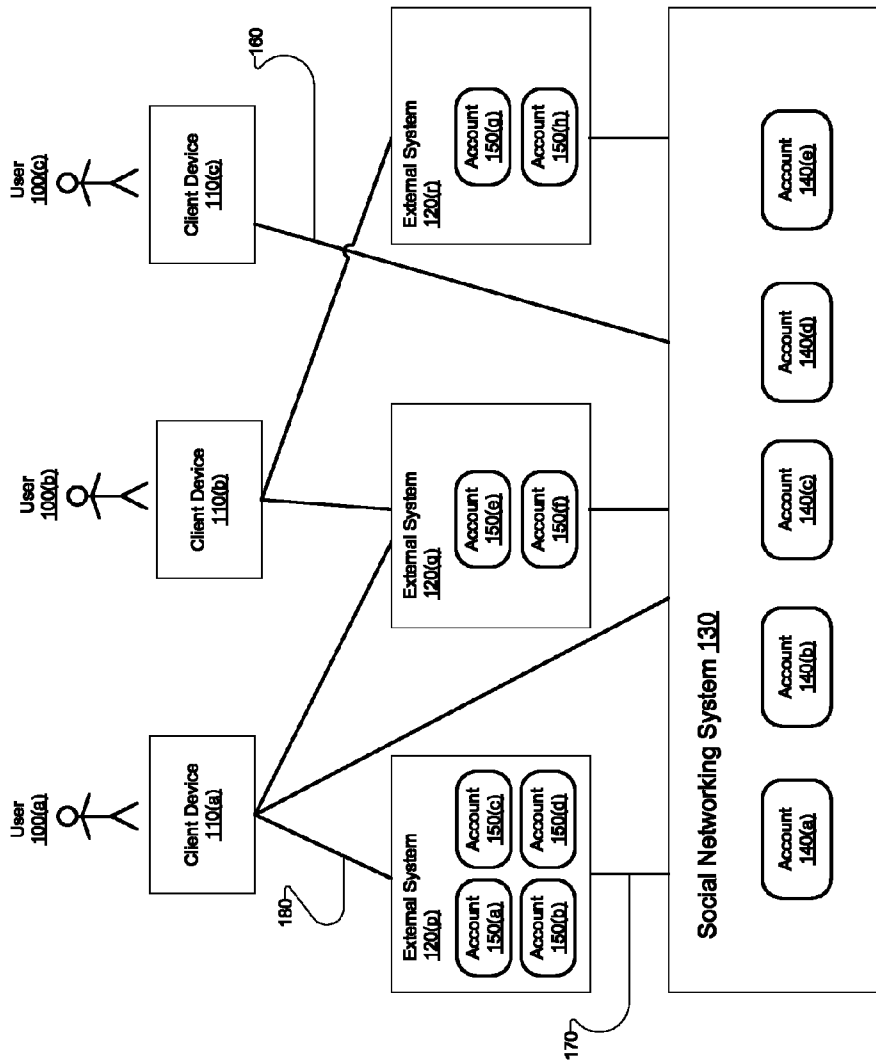 User
100(a)
User
100(b)
User
100(c)
Client Device
110(a)
Client Device
110(b)
Client Device
110(c)
160
180
External System
120(p)
Account
150(a)
Account
150(c)
Account
150(b)
Account
150(d)
External System
120(q)
Account
150(e)
Account
150(f)
External System
120(r)
Account
150(g)
Account
150(h)
170
Social Networking System 130
Account
140(a)
Account
140(b)
Account
140(c)
Account
140(d)
Account
140(e)